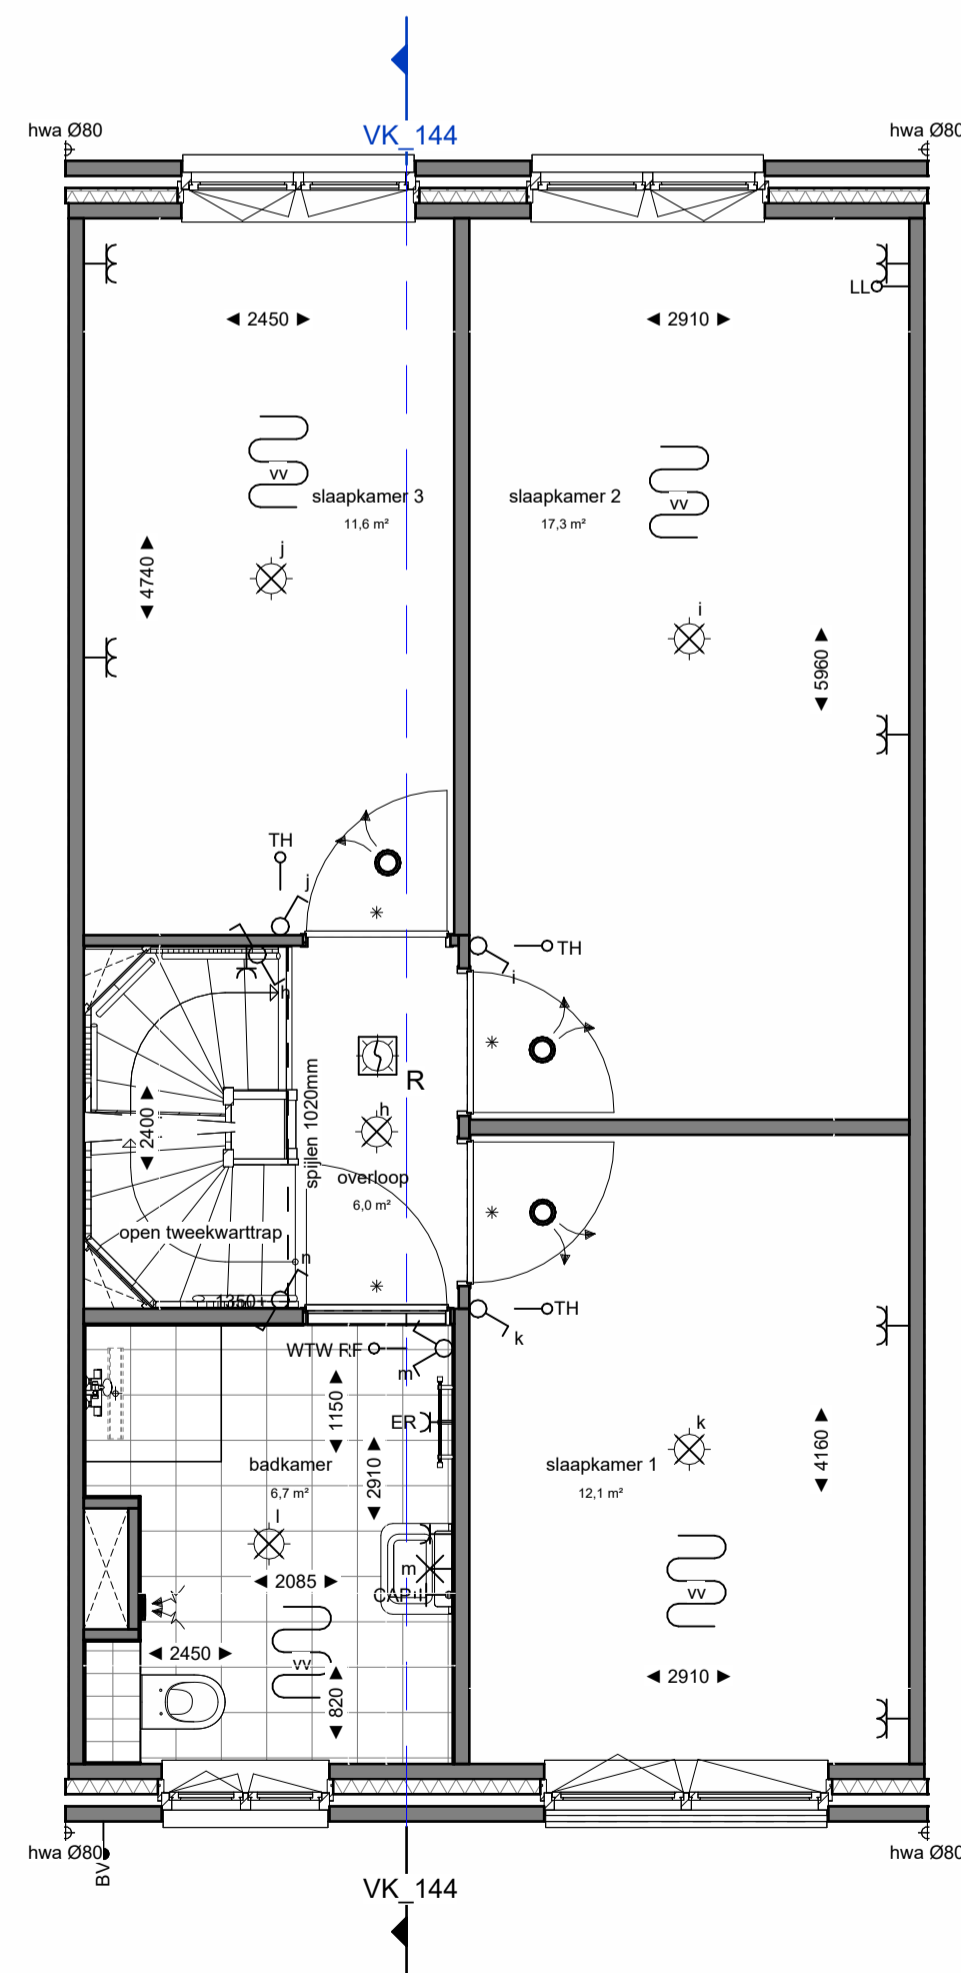 VK_144
hwa Ø80
hwa Ø80
LL
2450
2910
vv
vv
slaapkamer 3
11,6 m²
slaapkamer 2
17,3 m²
j
4740
i
5960
TH
j
TH
i
h
R
spijlen 1020mm
2400
h
overloop
6,0 m²
open tweekwarttrap
1350+
TH
k
WTW RF
m
1150
ER
2910
badkamer
6,7 m²
slaapkamer 1
12,1 m²
k
4160
l
m
2085
2450
vv
820
vv
2910
hwa Ø80
BV
hwa Ø80
VK_144